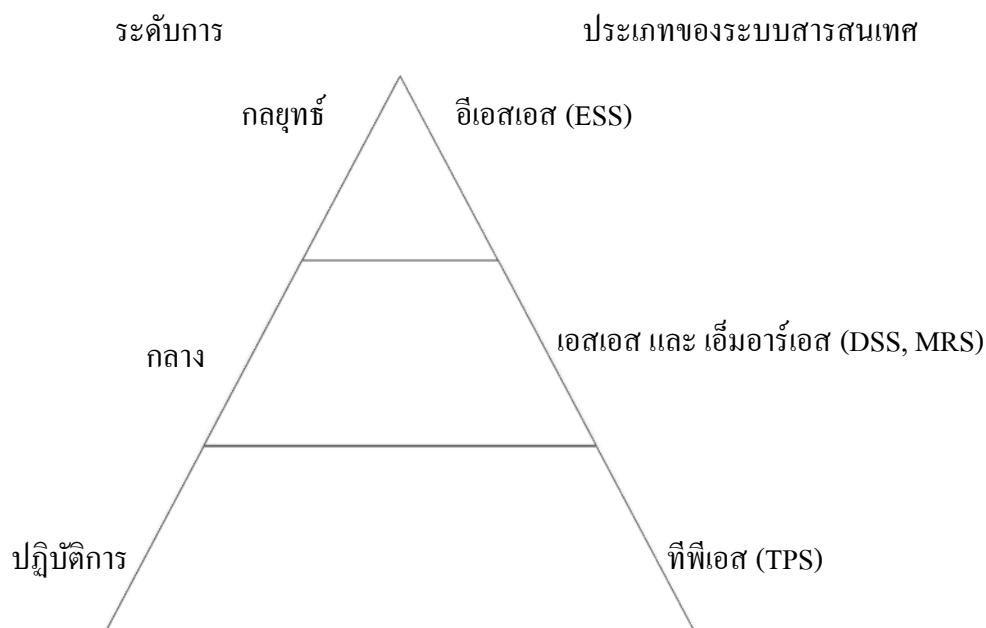 ระดับการ ประเภทของระบบสารสนเทศ
กลยุทธ์ อีเอสเอส (ESS)
กลาง เอสเอส และ เอ็มอาร์เอส (DSS, MRS)
ปฏิบัติการ ทีพีเอส (TPS)